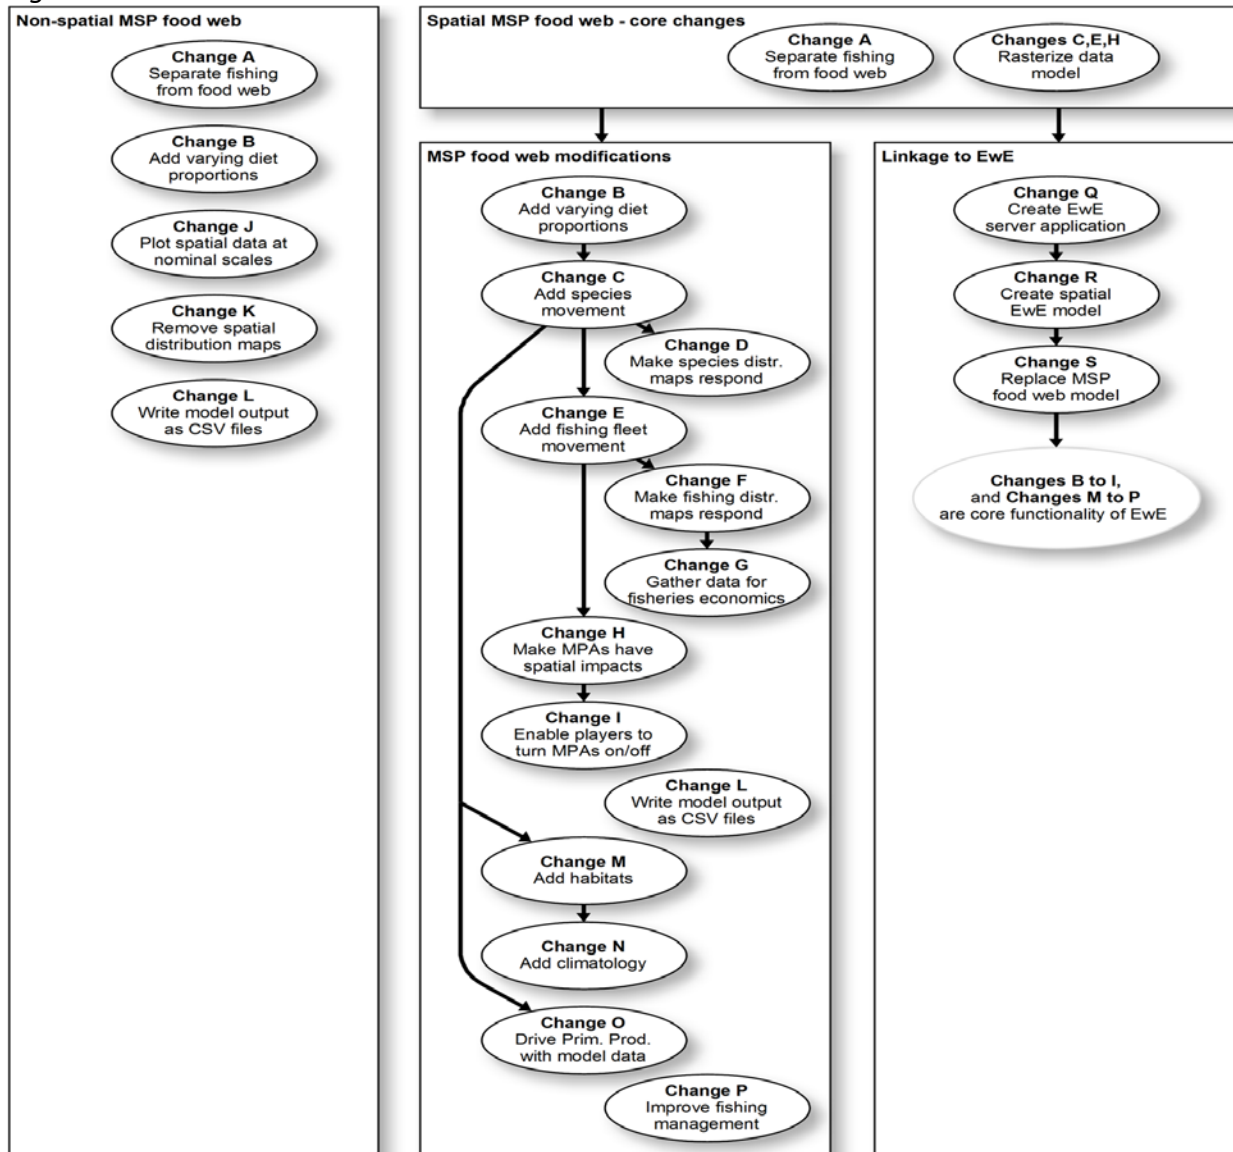 Non-spatial MSP food web
Change A
Separate fishing
from food web
Change B
Add varying diet
proportions
Change J
Plot spatial data at
nominal scales
Change K
Remove spatial
distribution maps
Change L
Write model output
as CSV files
Spatial MSP food web - core changes
Change A
Separate fishing
from food web
Changes C,E,H
Rasterize data
model
MSP food web modifications
Change B
Add varying diet
proportions
Change C
Add species
movement
Change D
Make species distr.
maps respond
Change E
Add fishing fleet
movement
Change F
Make fishing distr.
maps respond
Change G
Gather data for
fisheries economics
Change H
Make MPAs have
spatial impacts
Change I
Enable players to
turn MPAs on/off
Change L
Write model output
as CSV files
Change M
Add habitats
Change N
Add climatology
Change O
Drive Prim. Prod.
with model data
Change P
Improve fishing
management
Linkage to EwE
Change Q
Create EwE
server application
Change R
Create spatial
EwE model
Change S
Replace MSP
food web model
Changes B to I,
and Changes M to P
are core functionality of EwE